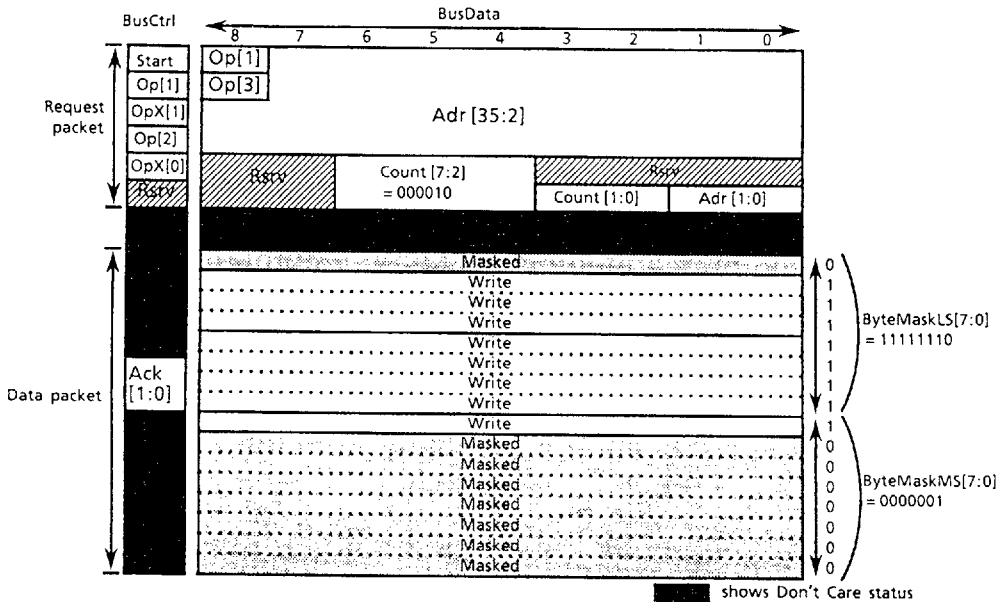 BusCtrl
BusData
8 7 6 5 4 3 2 1 0
Start
Op[1]
Op[1]
Op[3]
OpX[1]
Op[2]
OpX[0]
Rsrv
Request
packet
Adr [35:2]
Rsrv
Count [7:2]
= 000010
Rsrv
Count [1:0]
Adr [1:0]
Masked 0
Write 1
Write 1
Write 1
Write 1
Write 1
Write 1
Write 1
ByteMaskLS[7:0]
= 11111110
Ack
[1:0]
Data packet
Write 1
Masked 0
Masked 0
Masked 0
Masked 0
Masked 0
Masked 0
Masked 0
ByteMaskMS[7:0]
= 0000001
shows Don't Care status